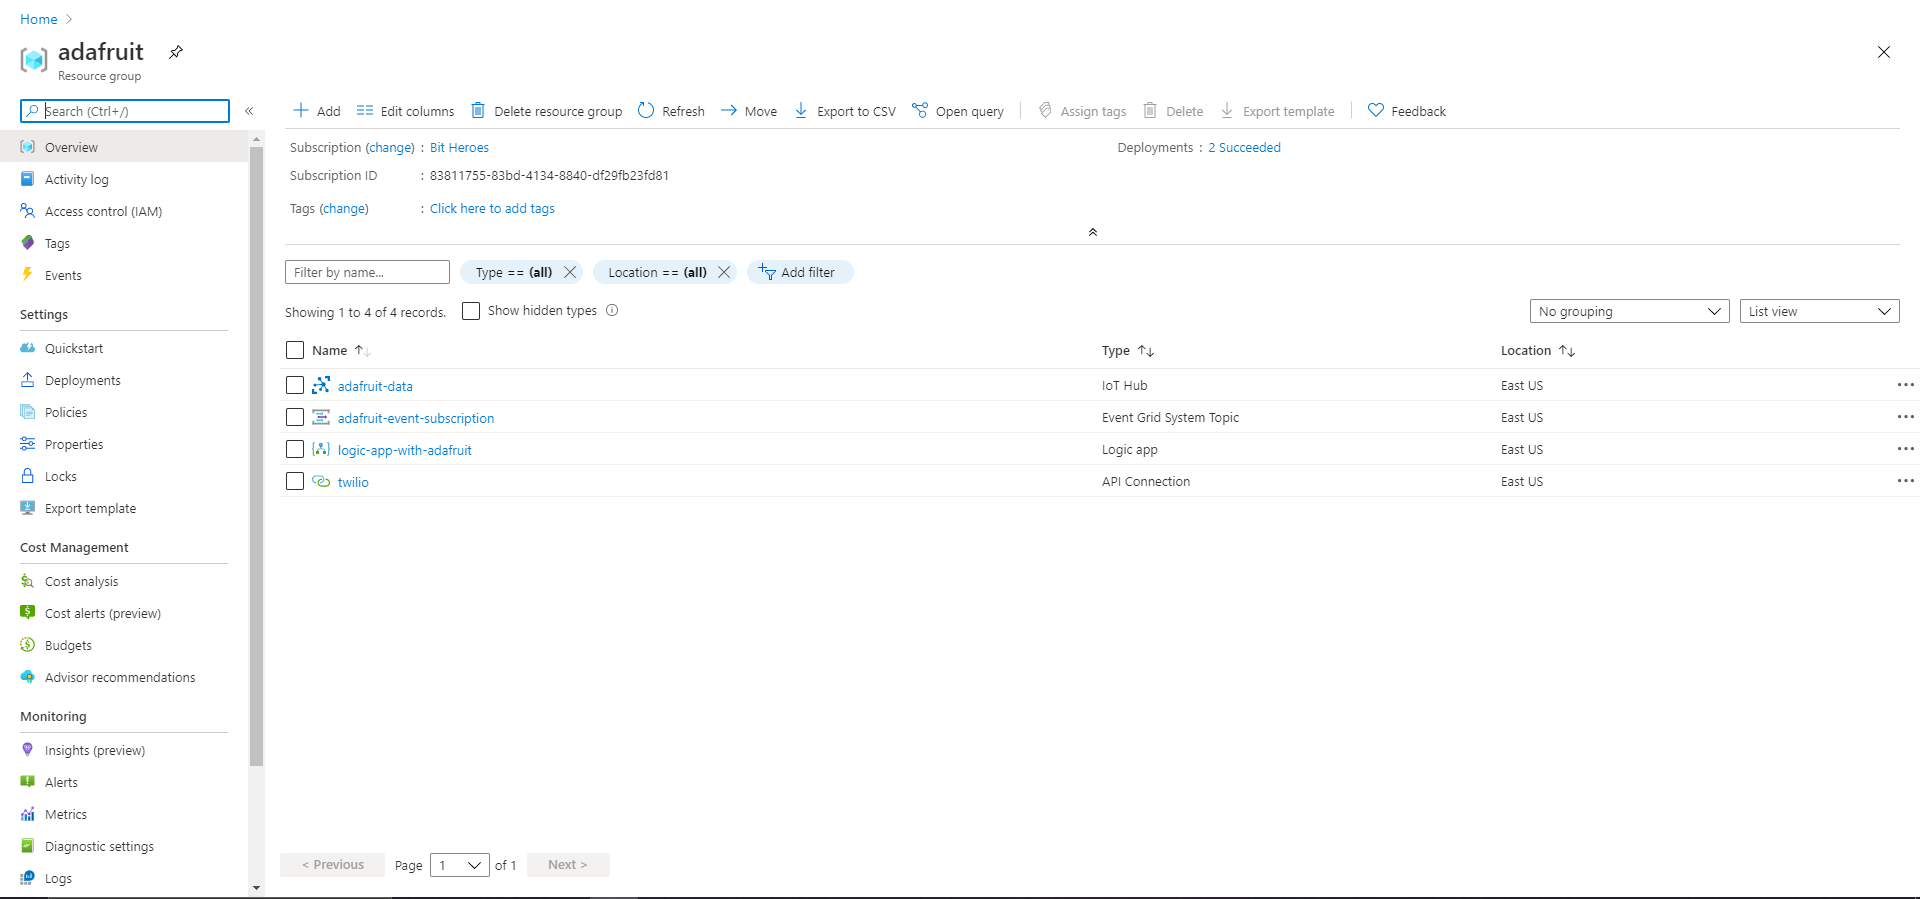 Home
adafruit
Resource group
Search (Ctrl+/)
Add Edit columns Delete resource group Refresh Move Export to CSV Open query Assign tags Delete Export template Feedback
Overview
Activity log
Access control (IAM)
Tags
Events
Settings
Quickstart
Deployments
Policies
Properties
Locks
Export template
Cost Management
Cost analysis
Cost alerts (preview)
Budgets
Advisor recommendations
Monitoring
Insights (preview)
Alerts
Metrics
Diagnostic settings
Logs
Subscription (change) : Bit Heroes
Deployments : 2 Succeeded
Subscription ID : 83811755-83bd-4134-8840-df29fb23fd81
Tags (change) : Click here to add tags
Filter by name... Type == (all) Location == (all) Add filter
Showing 1 to 4 of 4 records. Show hidden types No grouping List view
Name Type Location
adafruit-data IoT Hub East US
adafruit-event-subscription Event Grid System Topic East US
logic-app-with-adafruit Logic app East US
twilio API Connection East US
< Previous Page 1 of 1 Next >